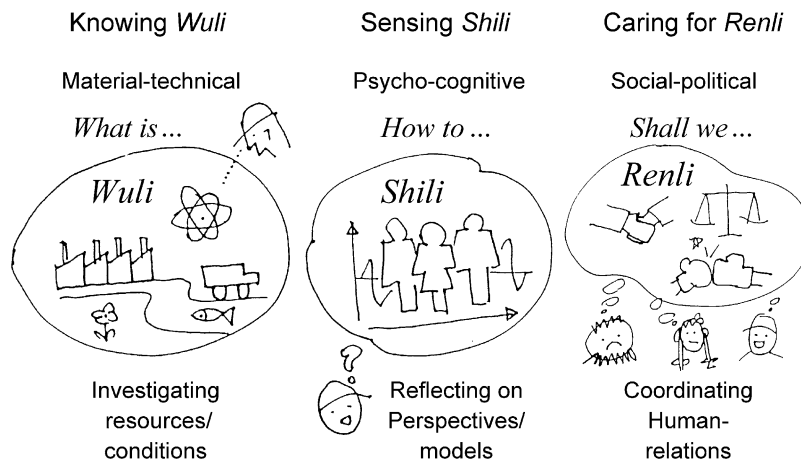 Knowing Wuli
Material-technical
What is ...
Wuli
Investigating
resources/
conditions
Sensing Shili
Psycho-cognitive
How to ...
Shili
?
Reflecting on
Perspectives/
models
Caring for Renli
Social-political
Shall we ...
Renli
Coordinating
Human-
relations